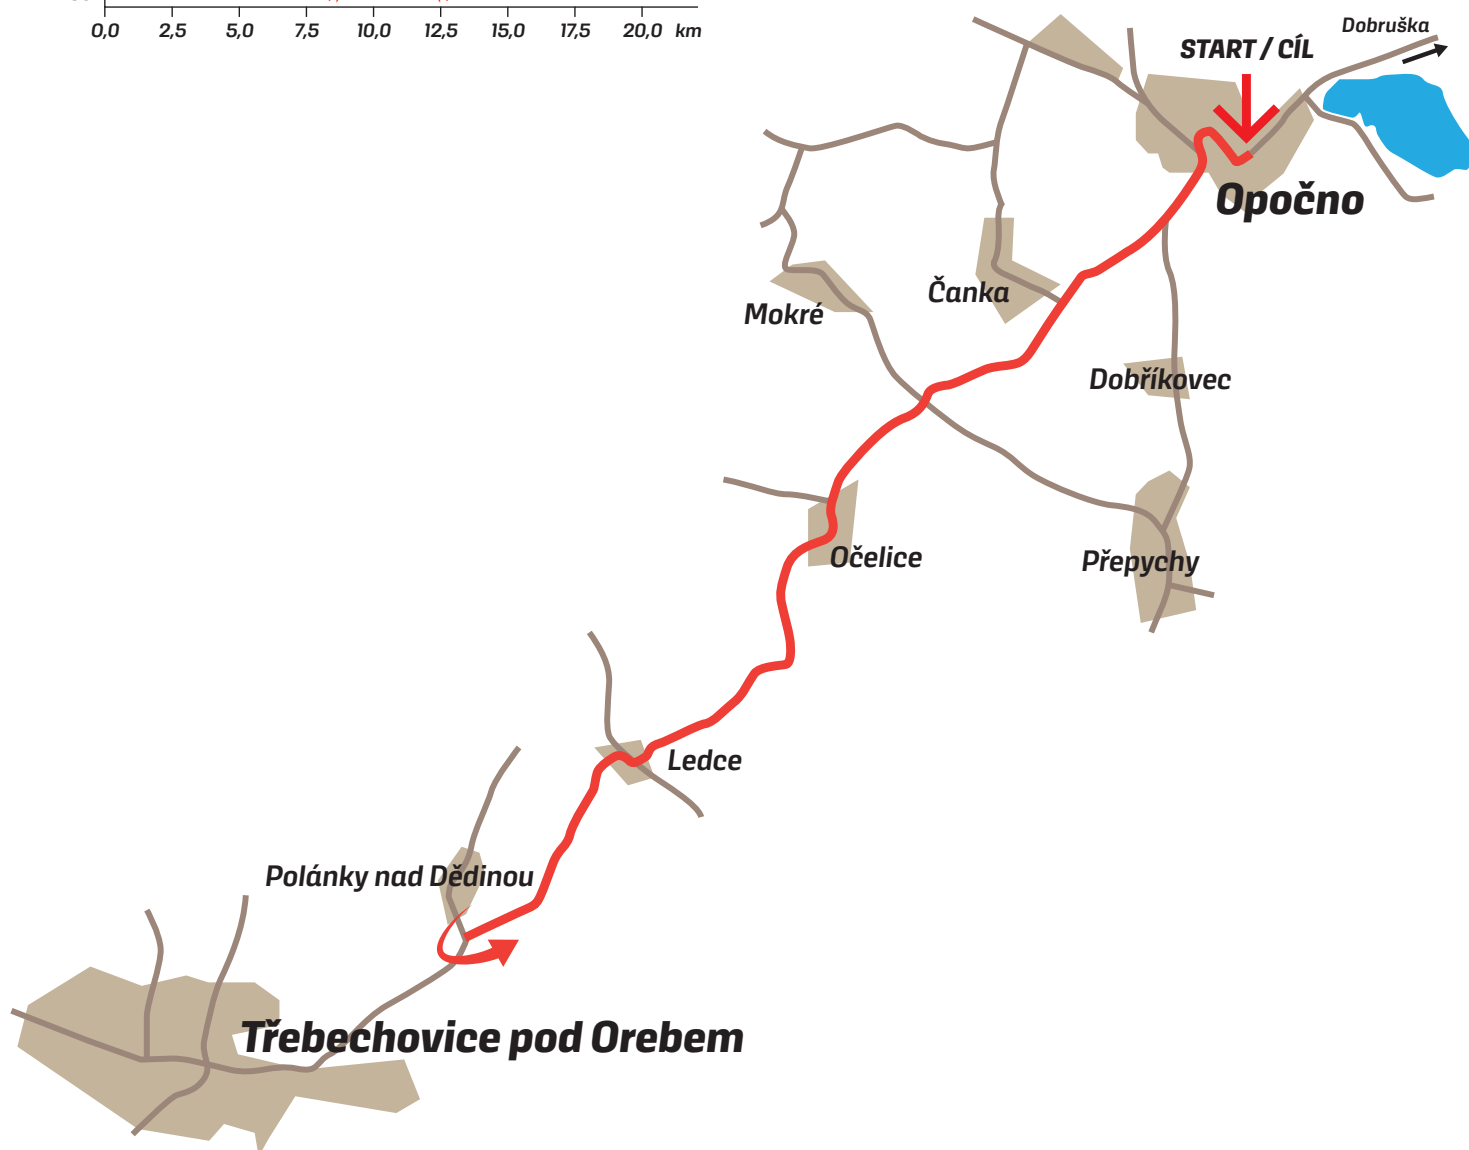 0,0 2,5 5,0 7,5 10,0 12,5 15,0 17,5 20,0 km
Dobruška
START / CÍL
Opočno
Čanka
Mokré
Dobříkovec
Očelice
Přepychy
Ledce
Polánky nad Dědinou
Třebechovice pod Orebem